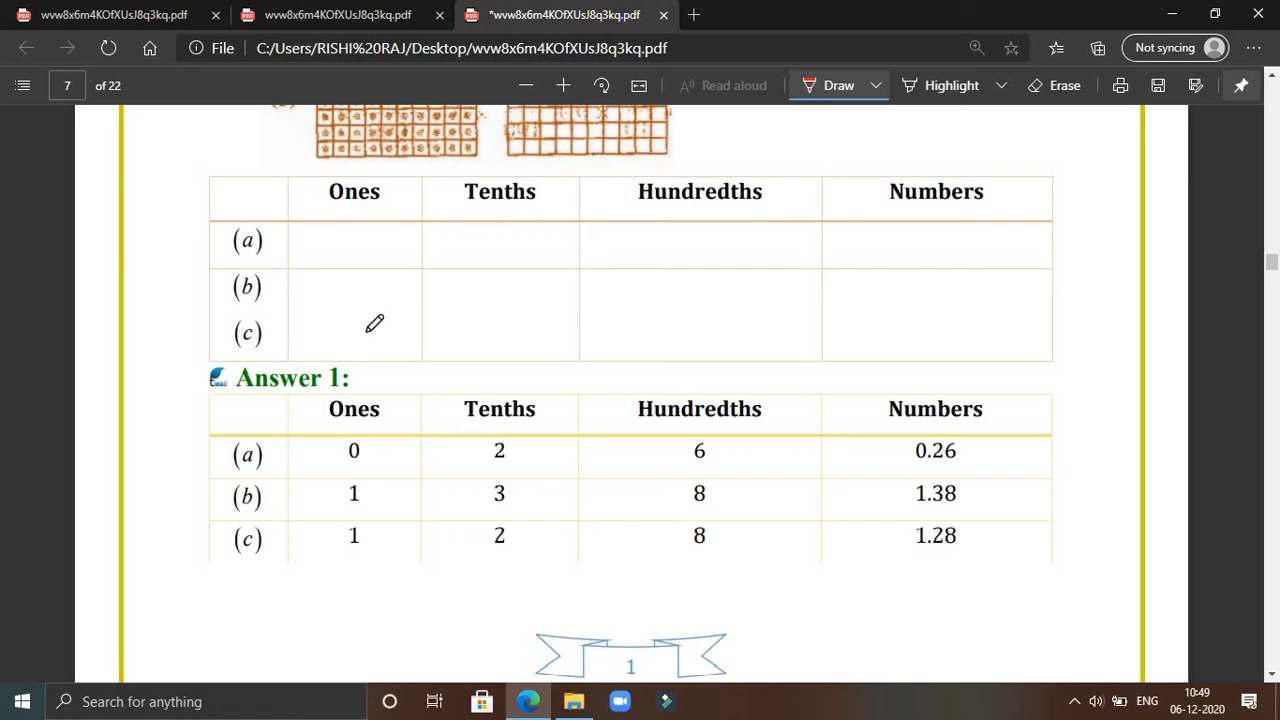 wvw8x6m4KOfXUsJ8q3kq.pdf
wvw8x6m4KOfXUsJ8q3kq.pdf
*wvw8x6m4KOfXUsJ8q3kq.pdf
File C:/Users/RISHI%20RAJ/Desktop/wvw8x6m4KOfXUsJ8q3kq.pdf Not syncing
7 of 22 Read aloud Draw Highlight Erase
Ones Tenths Hundredths Numbers
(a)
(b)
(c)
Answer 1:
Ones Tenths Hundredths Numbers
(a) 0 2 6 0.26
(b) 1 3 8 1.38
(c) 1 2 8 1.28
1
Search for anything
ENG
10:49
06-12-2020